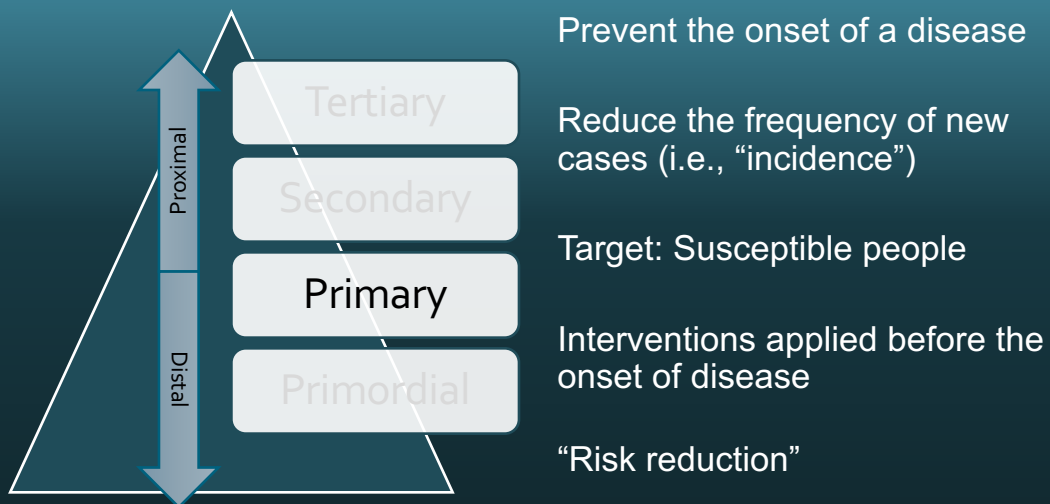 Proximal
Distal
Tertiary
Secondary
Primary
Primordial
Prevent the onset of a disease
Reduce the frequency of new
cases (i.e., “incidence”)
Target: Susceptible people
Interventions applied before the
onset of disease
“Risk reduction”